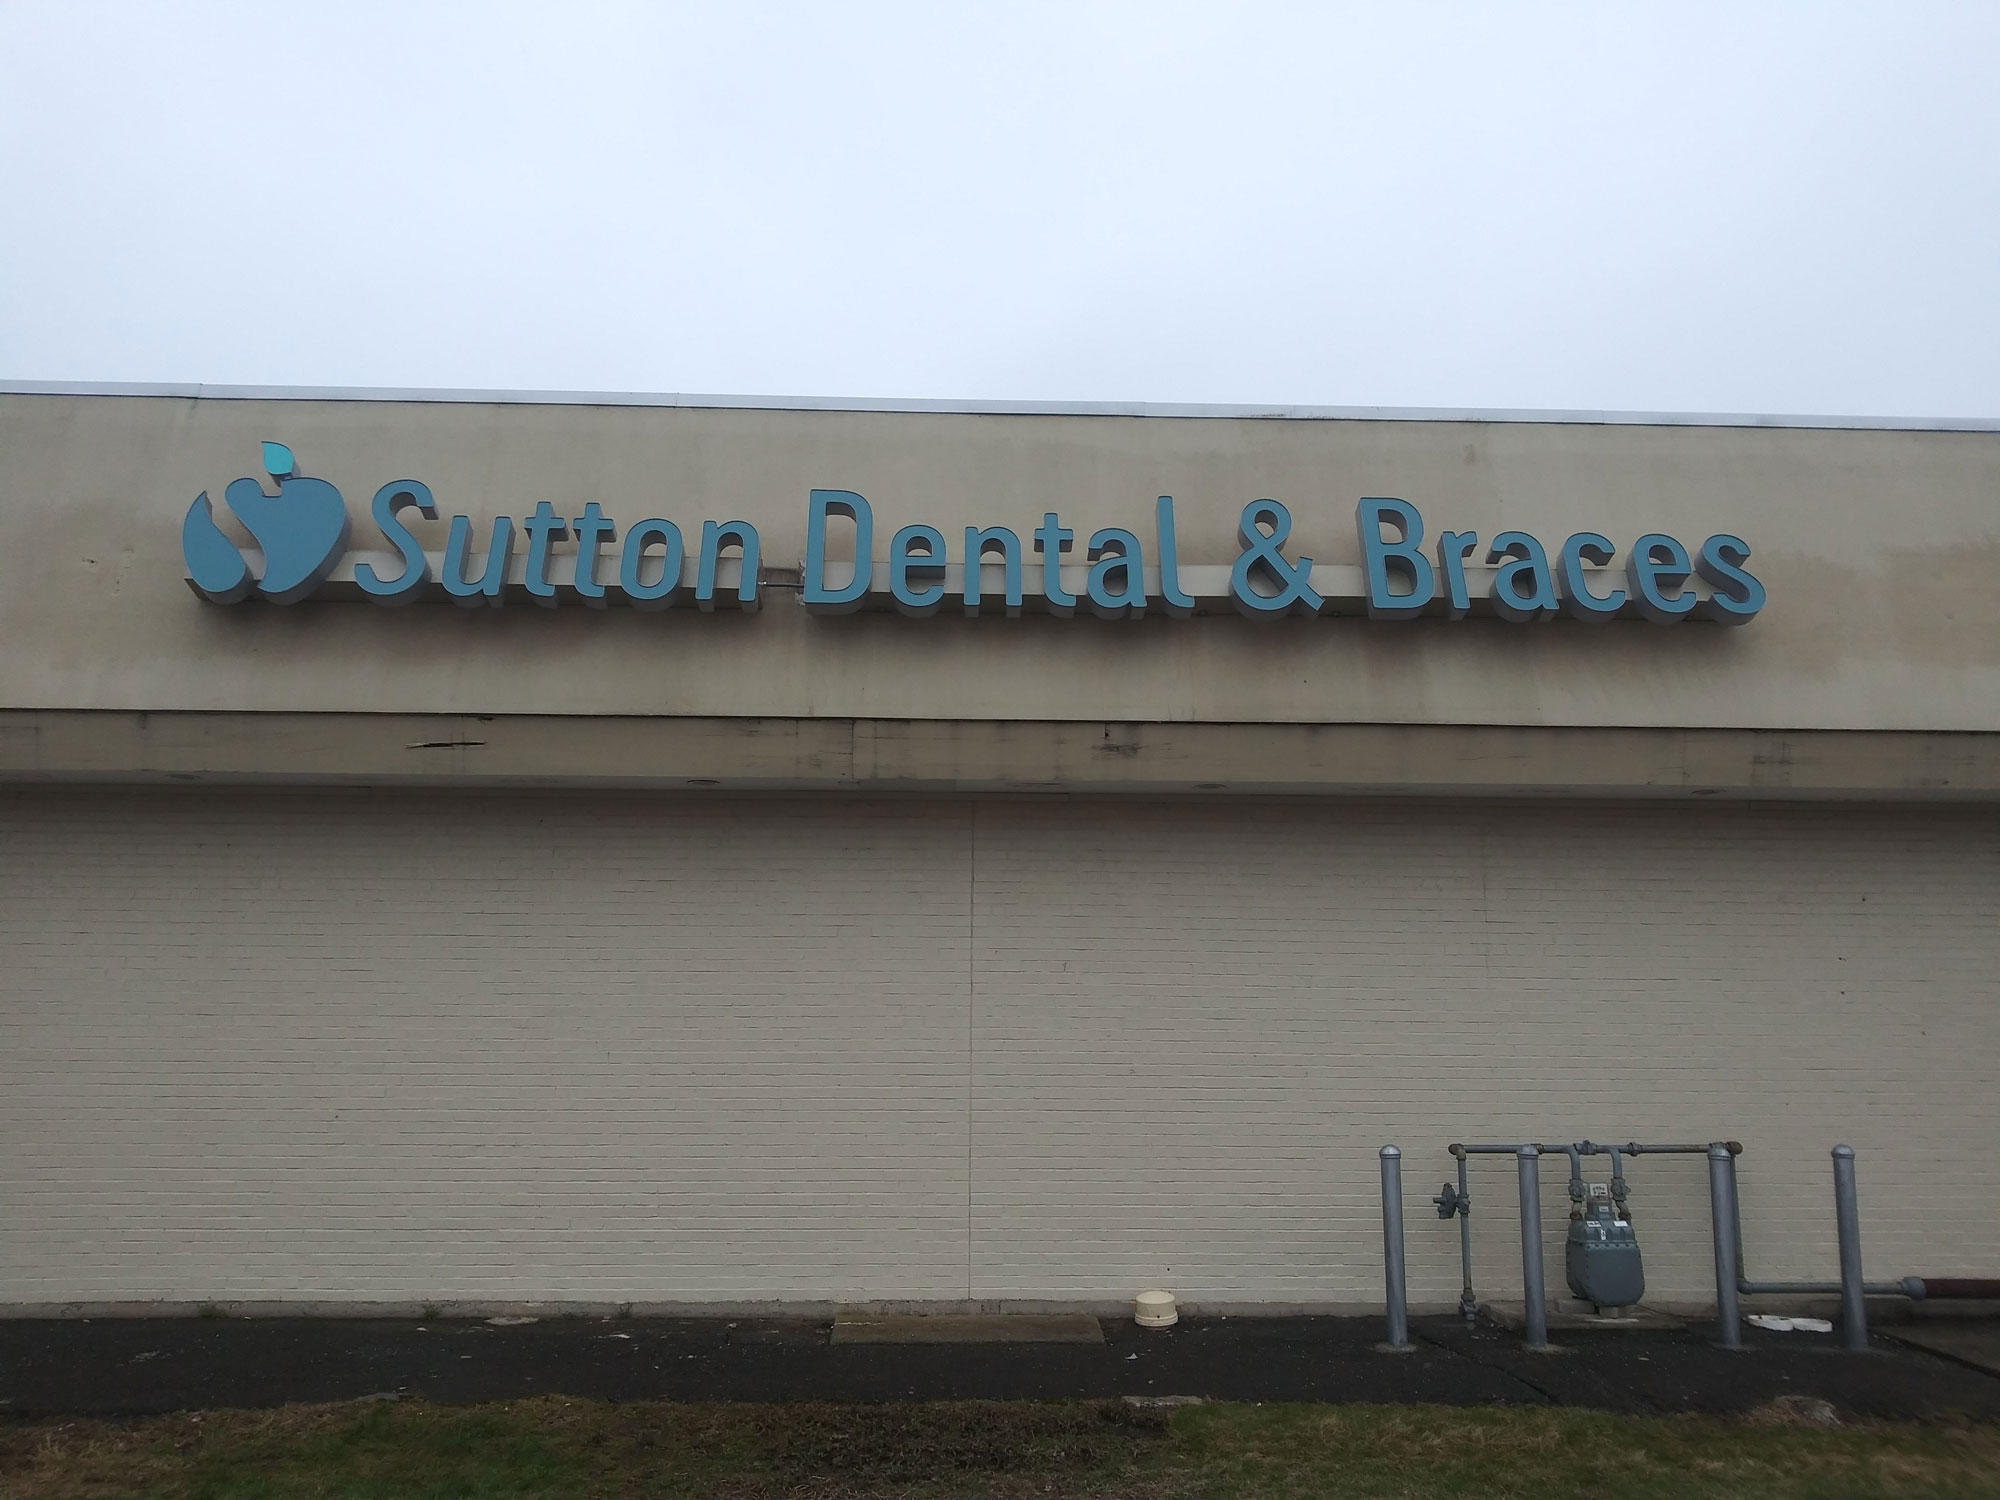 Sutton Dental & Braces